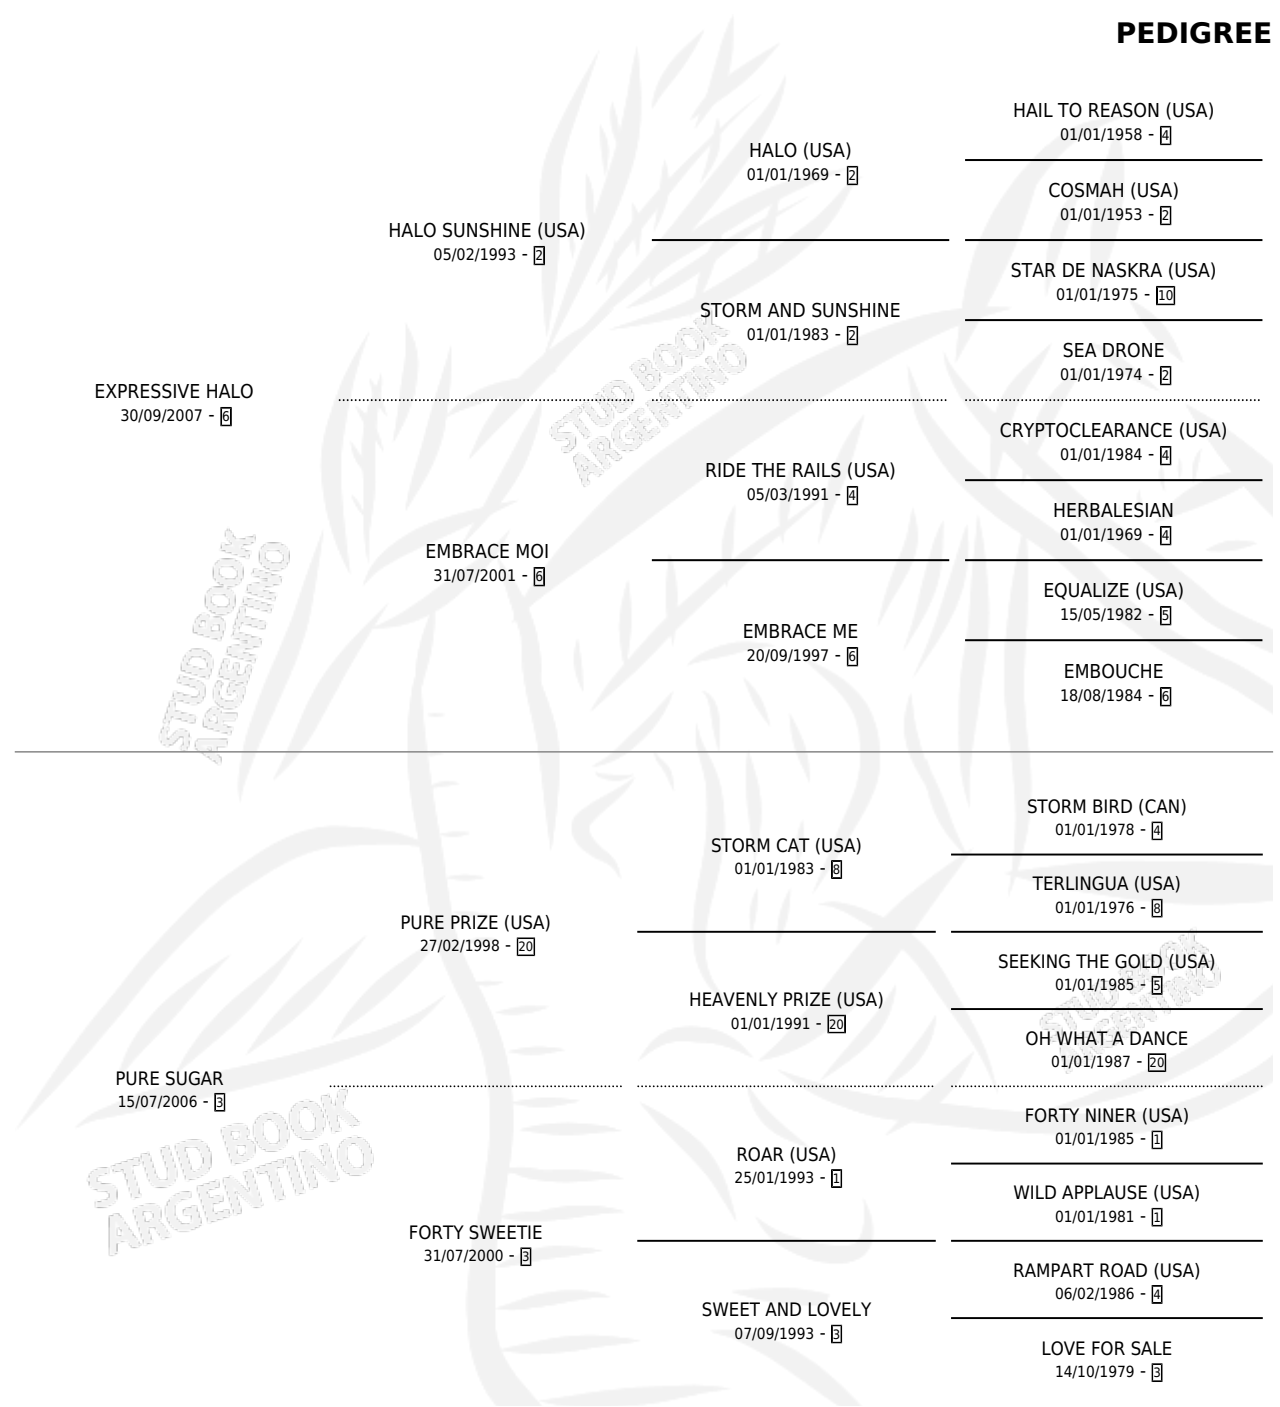 PEDIGREE
HAIL TO REASON (USA)
01/01/1958 - 4
HALO (USA)
01/01/1969 - 2
COSMAH (USA)
01/01/1953 - 2
HALO SUNSHINE (USA)
05/02/1993 - 2
STAR DE NASKRA (USA)
01/01/1975 - 10
STORM AND SUNSHINE
01/01/1983 - 2
SEA DRONE
01/01/1974 - 2
EXPRESSIVE HALO
30/09/2007 - 6
STUD BOOK
ARGENTINO
CRYPTOCLEARANCE (USA)
01/01/1984 - 4
RIDE THE RAILS (USA)
05/03/1991 - 4
HERBALESIAN
01/01/1969 - 4
EMBRACE MOI
31/07/2001 - 6
EQUALIZE (USA)
15/05/1982 - 5
EMBRACE ME
20/09/1997 - 6
EMBOUCHE
18/08/1984 - 6
STUD BOOK
ARGENTINO
STORM BIRD (CAN)
01/01/1978 - 4
STORM CAT (USA)
01/01/1983 - 8
TERLINGUA (USA)
01/01/1976 - 8
PURE PRIZE (USA)
27/02/1998 - 20
SEEKING THE GOLD (USA)
01/01/1985 - 5
HEAVENLY PRIZE (USA)
01/01/1991 - 20
STUD BOOK
ARGENTINO
OH WHAT A DANCE
01/01/1987 - 20
PURE SUGAR
15/07/2006 - 3
FORTY NINER (USA)
01/01/1985 - 1
ROAR (USA)
25/01/1993 - 1
STUD BOOK
ARGENTINO
WILD APPLAUSE (USA)
01/01/1981 - 1
FORTY SWEETIE
31/07/2000 - 3
RAMPART ROAD (USA)
06/02/1986 - 4
SWEET AND LOVELY
07/09/1993 - 3
LOVE FOR SALE
14/10/1979 - 3